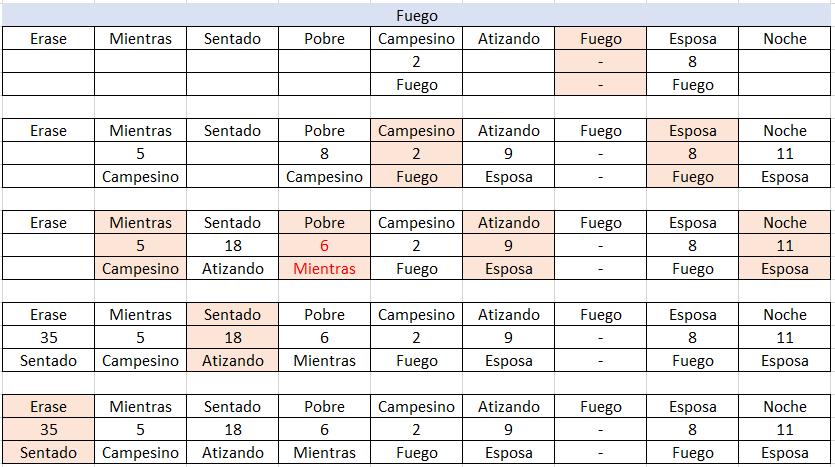 Fuego
Erase Mientras Sentado Pobre Campesino Atizando Fuego Esposa Noche
2 - 8
Fuego - Fuego
Erase Mientras Sentado Pobre Campesino Atizando Fuego Esposa Noche
5 8 2 9 - 8 11
Campesino Campesino Fuego Esposa - Fuego Esposa
Erase Mientras Sentado Pobre Campesino Atizando Fuego Esposa Noche
5 18 6 2 9 - 8 11
Campesino Atizando Mientras Fuego Esposa - Fuego Esposa
Erase Mientras Sentado Pobre Campesino Atizando Fuego Esposa Noche
35 5 18 6 2 9 - 8 11
Sentado Campesino Atizando Mientras Fuego Esposa - Fuego Esposa
Erase Mientras Sentado Pobre Campesino Atizando Fuego Esposa Noche
35 5 18 6 2 9 - 8 11
Sentado Campesino Atizando Mientras Fuego Esposa - Fuego Esposa